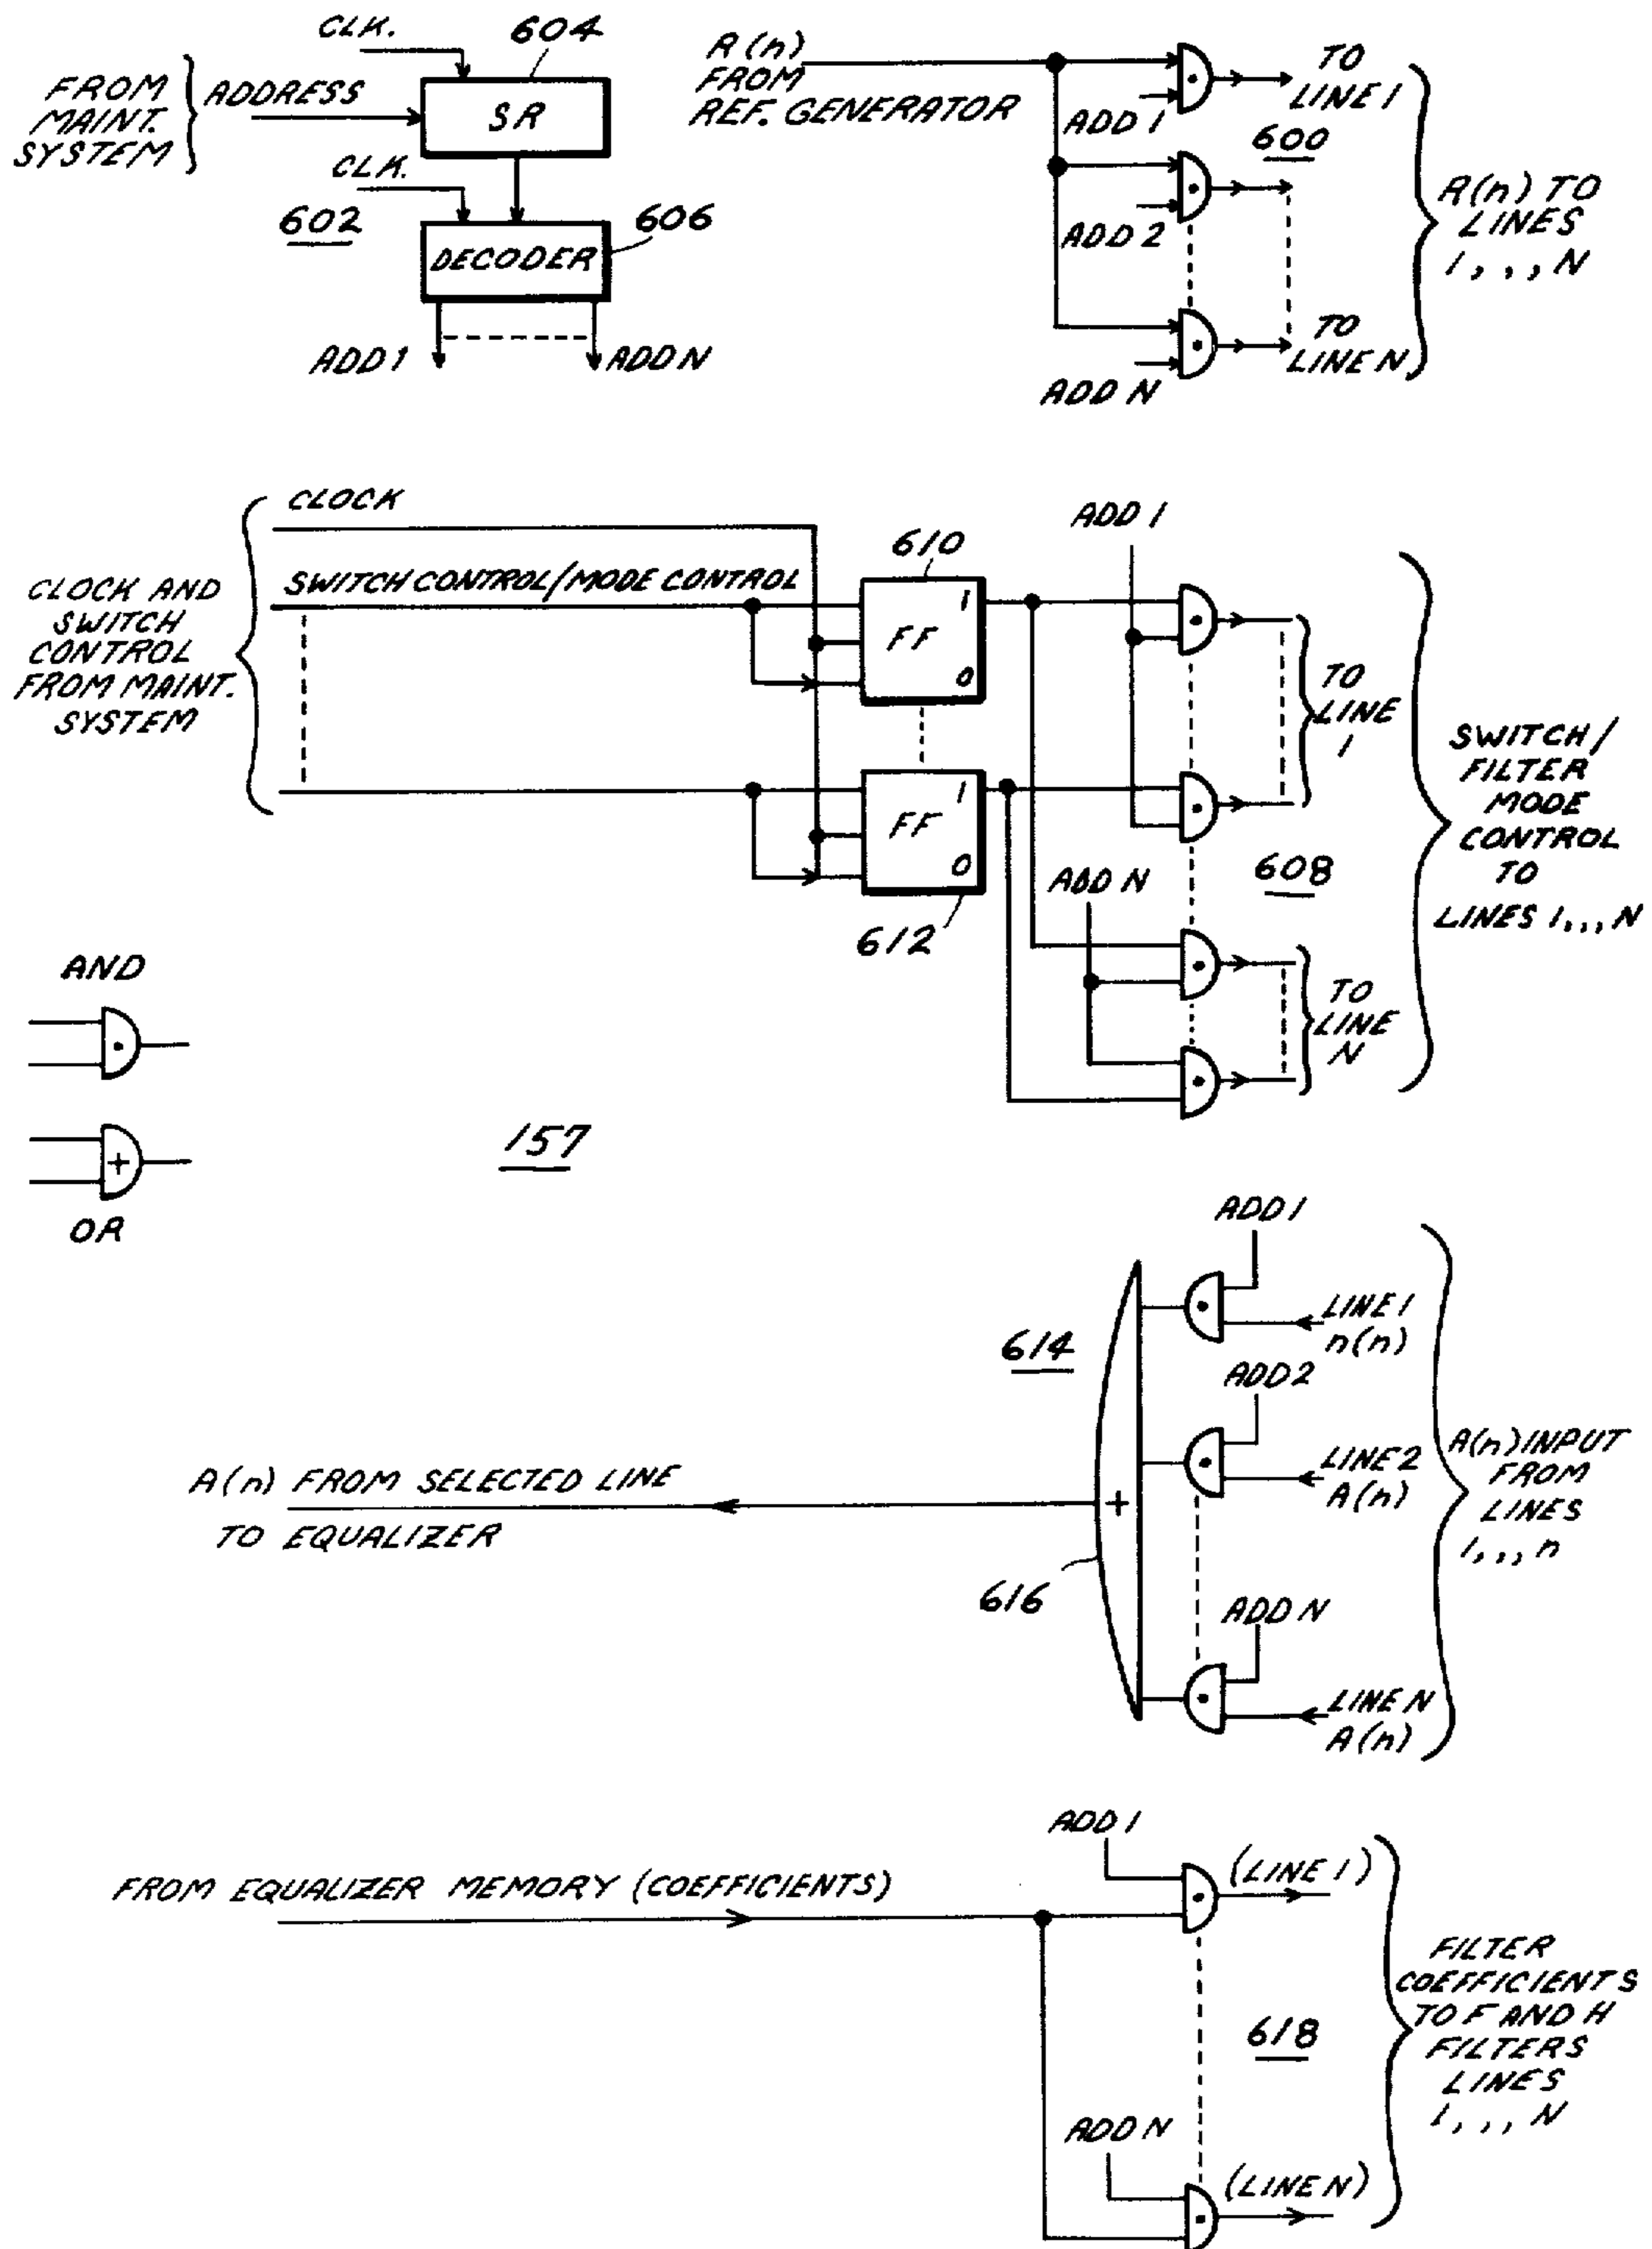 CLK.
604
FROM
MAINT.
SYSTEM
ADDRESS
SR
CLK.
602
606
DECODER
ADD 1
ADD N
R(n)
FROM
REF. GENERATOR
ADD 1
TO
LINE 1
600
ADD 2
ADD N
TO
LINE N
R(n) TO
LINES
1,,,N
CLOCK AND
SWITCH
CONTROL
FROM MAINT.
SYSTEM
CLOCK
SWITCH CONTROL/MODE CONTROL
610
1
FF
0
1
FF
0
612
ADD 1
TO
LINE
1
ADD N
608
TO
LINE
N
SWITCH/
FILTER
MODE
CONTROL
TO
LINES 1,,,N
AND
OR
157
ADD 1
LINE 1
n(n)
614
ADD 2
LINE 2
A(n)
616
ADD N
LINE N
A(n)
A(n) INPUT
FROM
LINES
1,,,n
A(n) FROM SELECTED LINE
TO EQUALIZER
FROM EQUALIZER MEMORY (COEFFICIENTS)
ADD 1
(LINE 1)
618
ADD N
(LINE N)
FILTER
COEFFICIENTS
TO F AND H
FILTERS
LINES
1,,,N